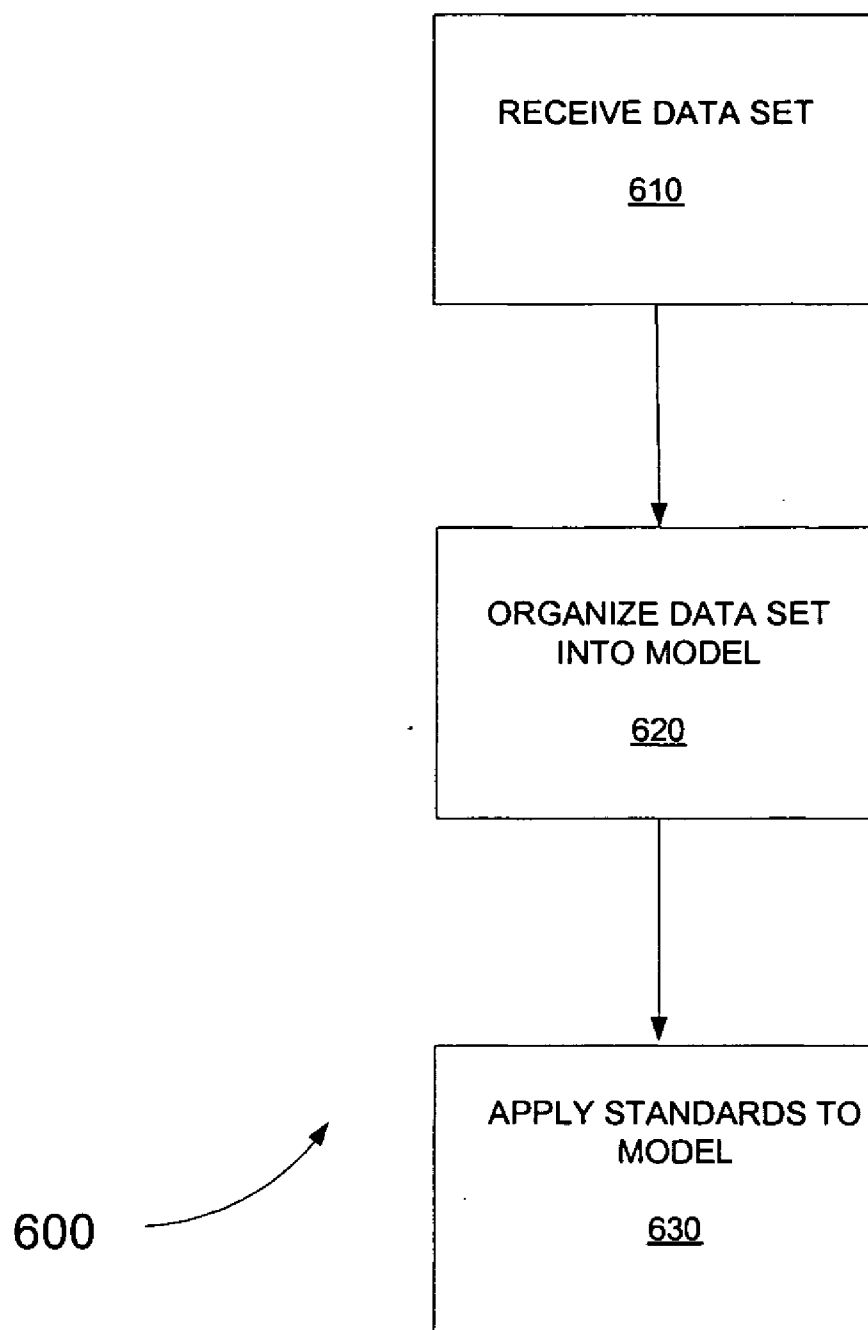 RECEIVE DATA SET
610
ORGANIZE DATA SET
INTO MODEL
620
APPLY STANDARDS TO
MODEL
630
600